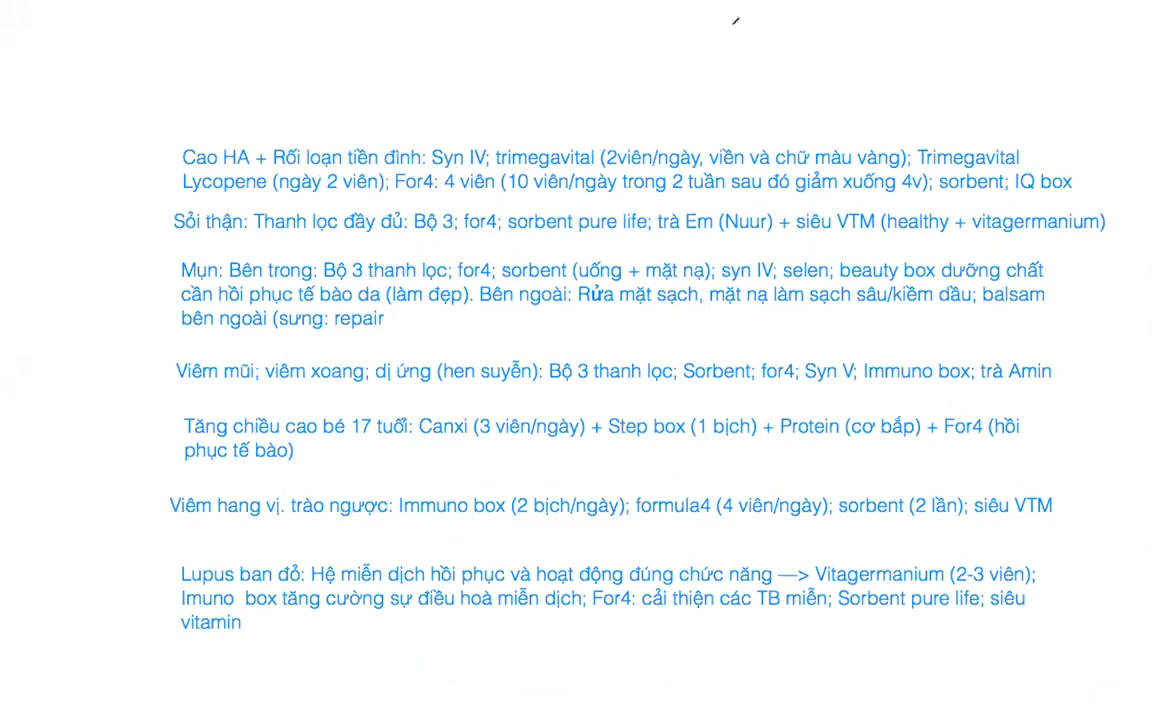 Cao HA + Rối loạn tiền đình: Syn IV; trimegavital (2viên/ngày, viền và chữ màu vàng); Trimegavital
Lycopene (ngày 2 viên); For4: 4 viên (10 viên/ngày trong 2 tuần sau đó giảm xuống 4v); sorbent; IQ box
Sỏi thận: Thanh lọc đầy đủ: Bộ 3; for4; sorbent pure life; trà Em (Nuur) + siêu VTM (healthy + vitagermanium)
Mụn: Bên trong: Bộ 3 thanh lọc; for4; sorbent (uống + mặt nạ); syn IV; selen; beauty box dưỡng chất
cần hồi phục tế bào da (làm đẹp). Bên ngoài: Rửa mặt sạch, mặt nạ làm sạch sâu/kiềm dầu; balsam
bên ngoài (sưng: repair
Viêm mũi; viêm xoang; dị ứng (hen suyễn): Bộ 3 thanh lọc; Sorbent; for4; Syn V; Immuno box; trà Amin
Tăng chiều cao bé 17 tuổi: Canxi (3 viên/ngày) + Step box (1 bịch) + Protein (cơ bắp) + For4 (hồi
phục tế bào)
Viêm hang vị. trào ngược: Immuno box (2 bịch/ngày); formula4 (4 viên/ngày); sorbent (2 lần); siêu VTM
Lupus ban đỏ: Hệ miễn dịch hồi phục và hoạt động đúng chức năng —> Vitagermanium (2-3 viên);
Imuno  box tăng cường sự điều hoà miễn dịch; For4: cải thiện các TB miễn; Sorbent pure life; siêu
vitamin